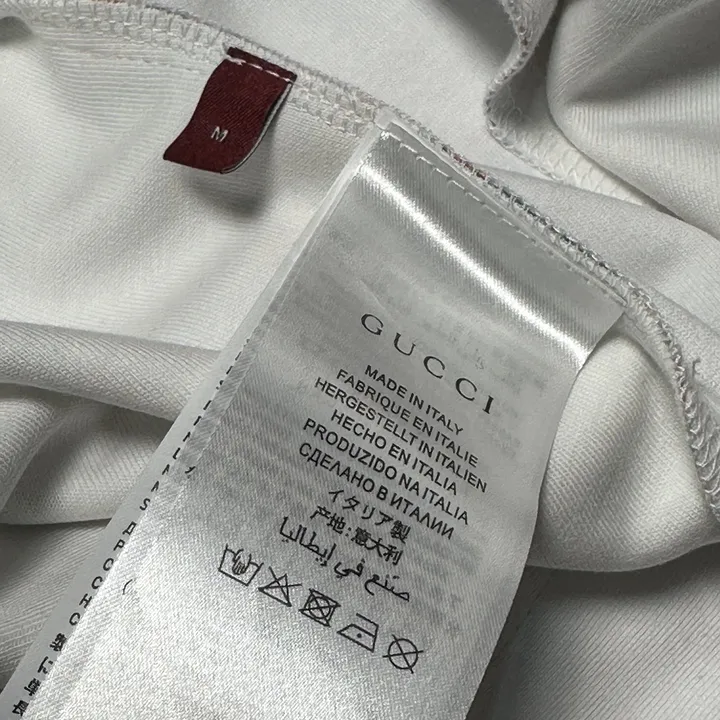 M
GUCCI
MADE IN ITALY
FABRIQUE EN ITALIE
HERGESTELLT IN ITALIEN
HECHO EN ITALIA
PRODUZIDO NA ITALIA
СДЕЛАНО В ИТАЛИИ
イタリア製
产地:意大利
صنع في إيطاليا